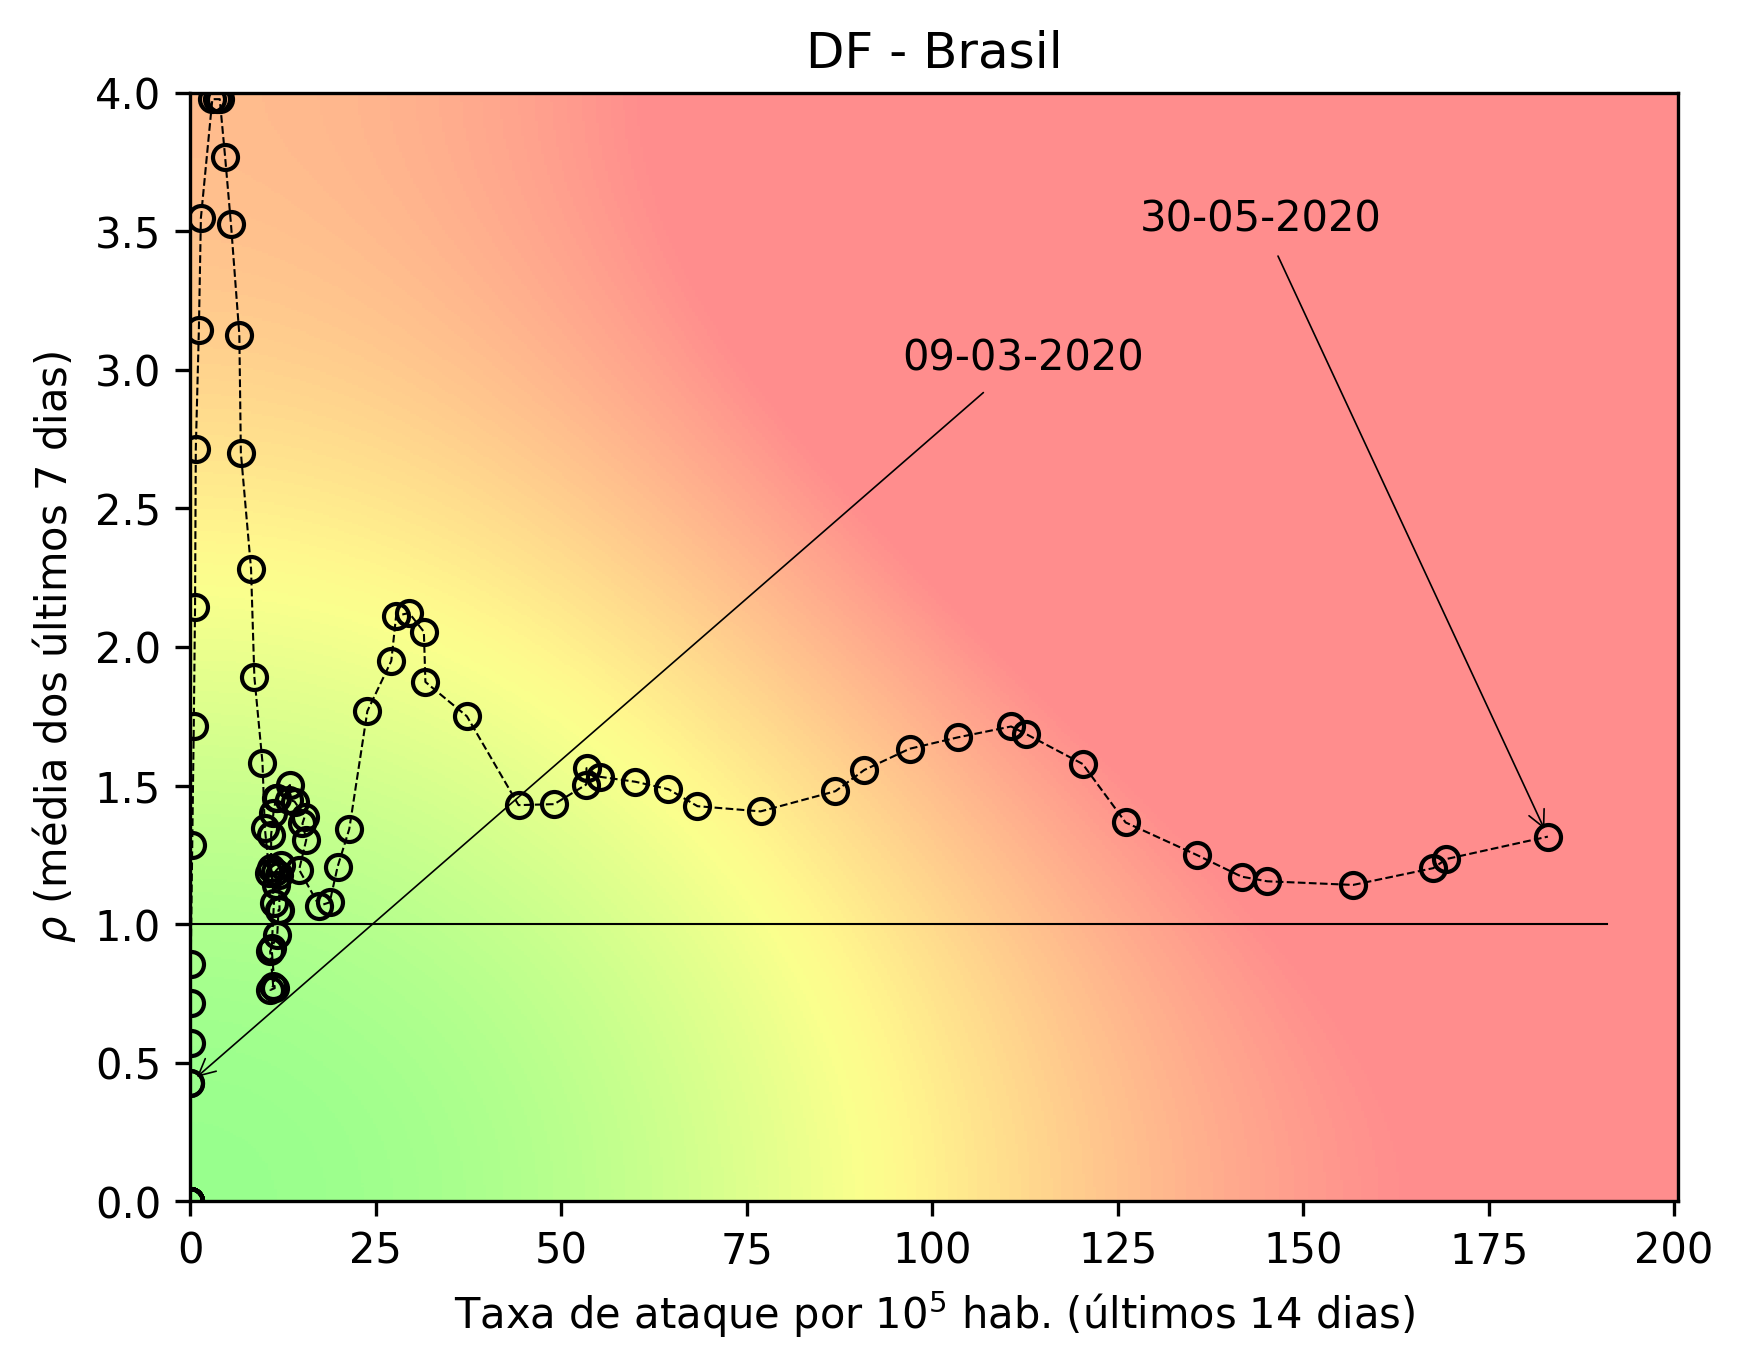 DF - Brasil
4.0
3.5
3.0
2.5
2.0
1.5
1.0
0.5
0.0
ρ (média dos últimos 7 dias)
30-05-2020
09-03-2020
0 25 50 75 100 125 150 175 200
Taxa de ataque por 10⁵ hab. (últimos 14 dias)